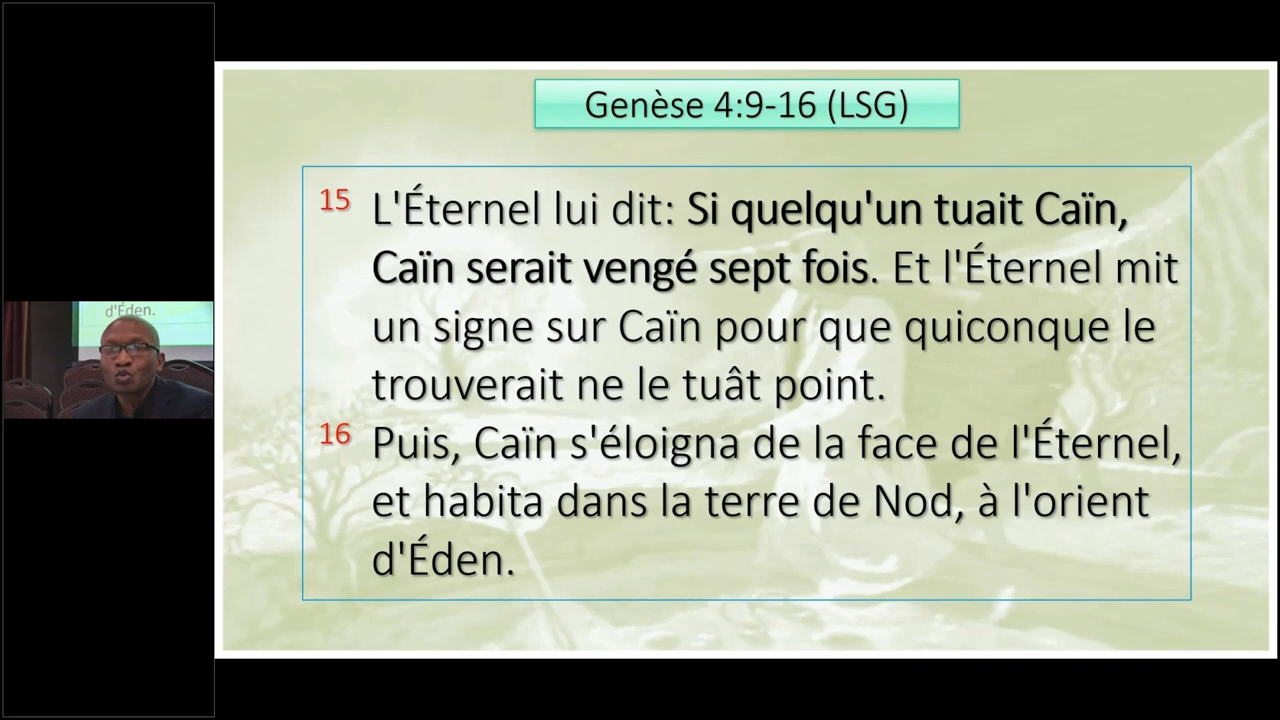 Genèse 4:9-16 (LSG)
15 L'Éternel lui dit: Si quelqu'un tuait Caïn,
Caïn serait vengé sept fois. Et l'Éternel mit
un signe sur Caïn pour que quiconque le
trouverait ne le tuât point.
16 Puis, Caïn s'éloigna de la face de l'Éternel,
et habita dans la terre de Nod, à l'orient
d'Éden.
d'Éden.